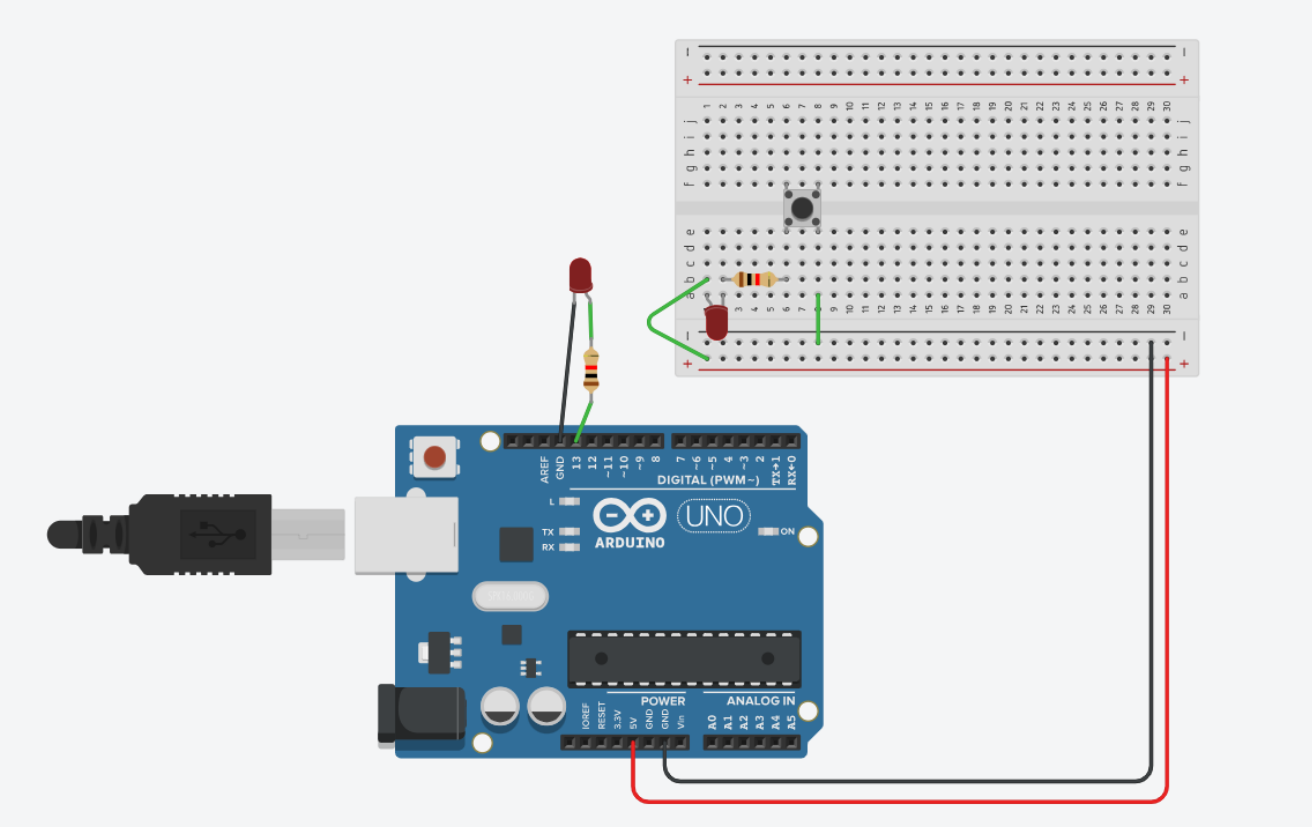 − −
+ +
1 2 3 4 5 6 7 8 9 10 11 12 13 14 15 16 17 18 19 20 21 22 23 24 25 26 27 28 29 30
j j
i i
h h
g g
f f
e e
d d
c c
b b
a a
3 4 5 6 7 8 9 10 11 12 13 14 15 16 17 18 19 20 21 22 23 24 25 26 27 28 29 30
− −
+ +
AREF
GND
13
12
~11
~10
~9
8
7
~6
~5
4
~3
2
TX→1
RX←0
DIGITAL (PWM~)
L
TX
RX
UNO
ON
ARDUINO
POWER
ANALOG IN
IOREF
RESET
3.3V
5V
GND
GND
Vin
A0
A1
A2
A3
A4
A5